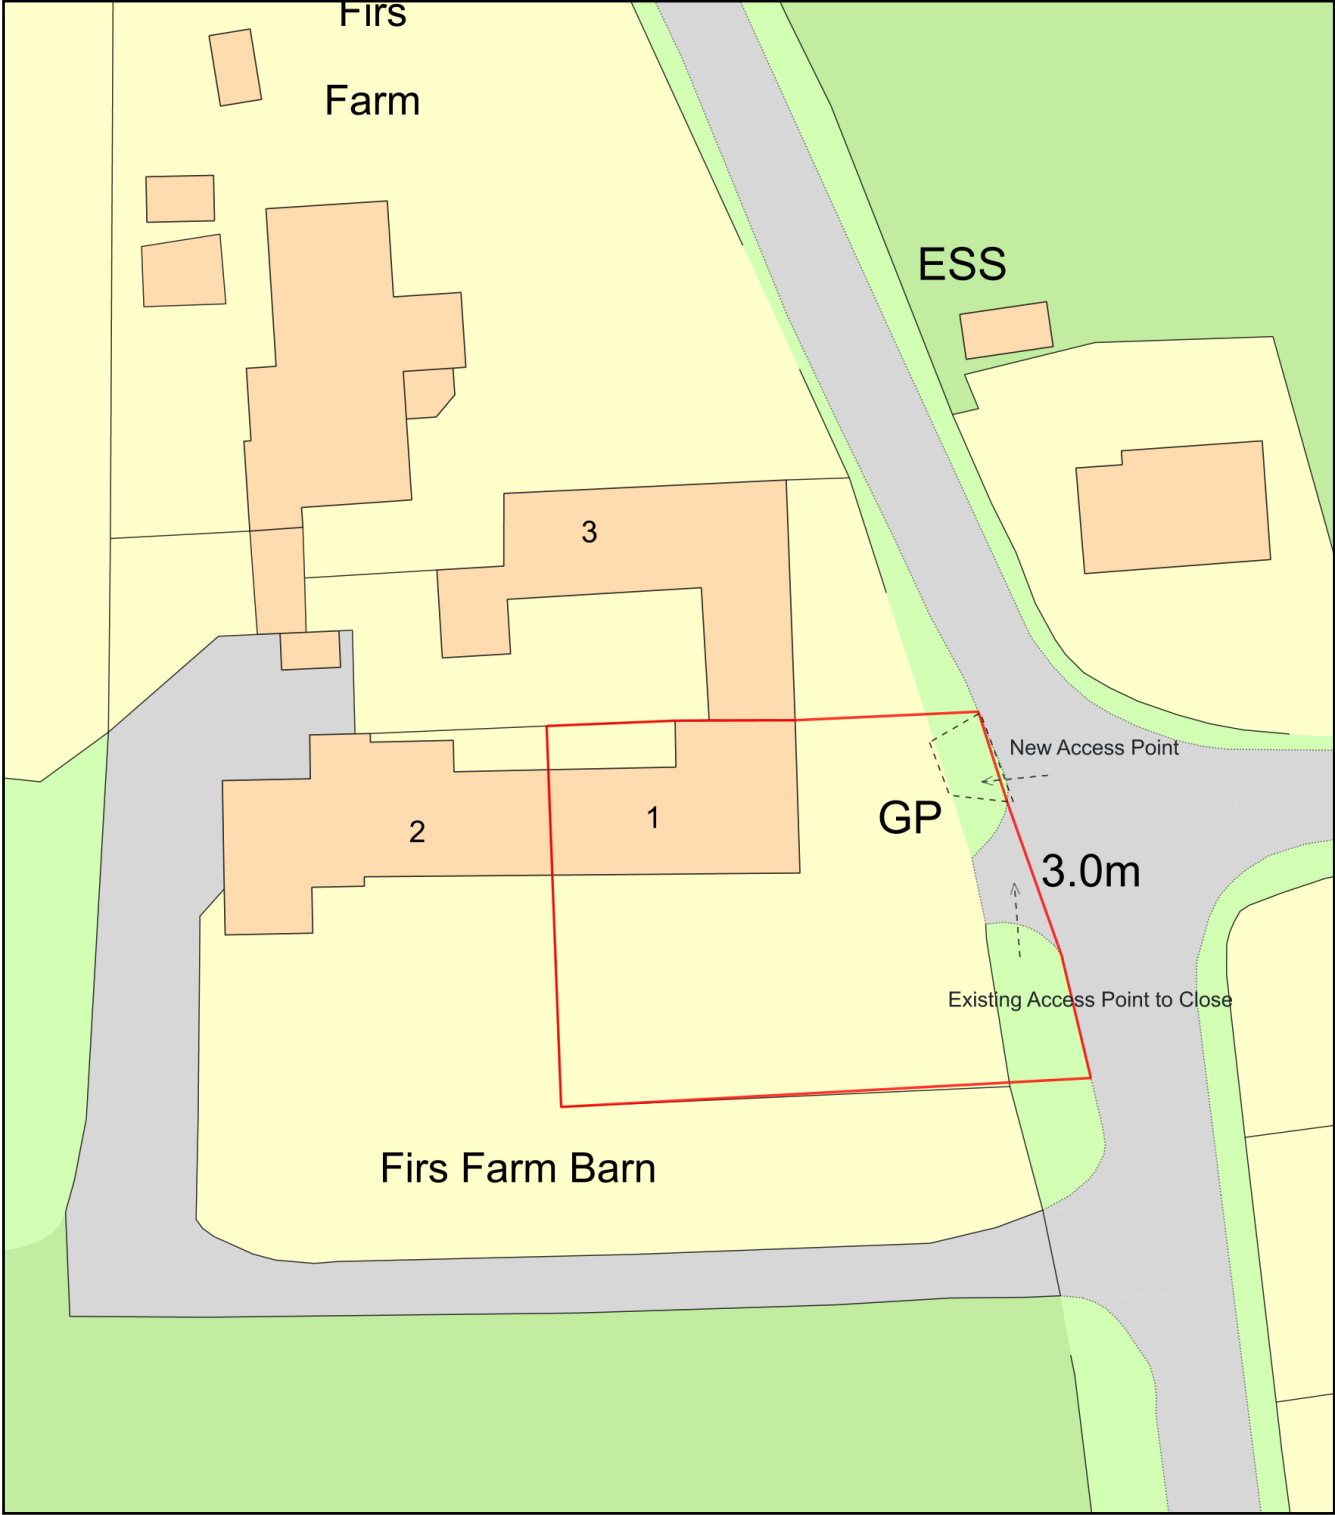 Firs
Farm
ESS
3
New Access Point
GP
1
2
3.0m
Existing Access Point to Close
Firs Farm Barn